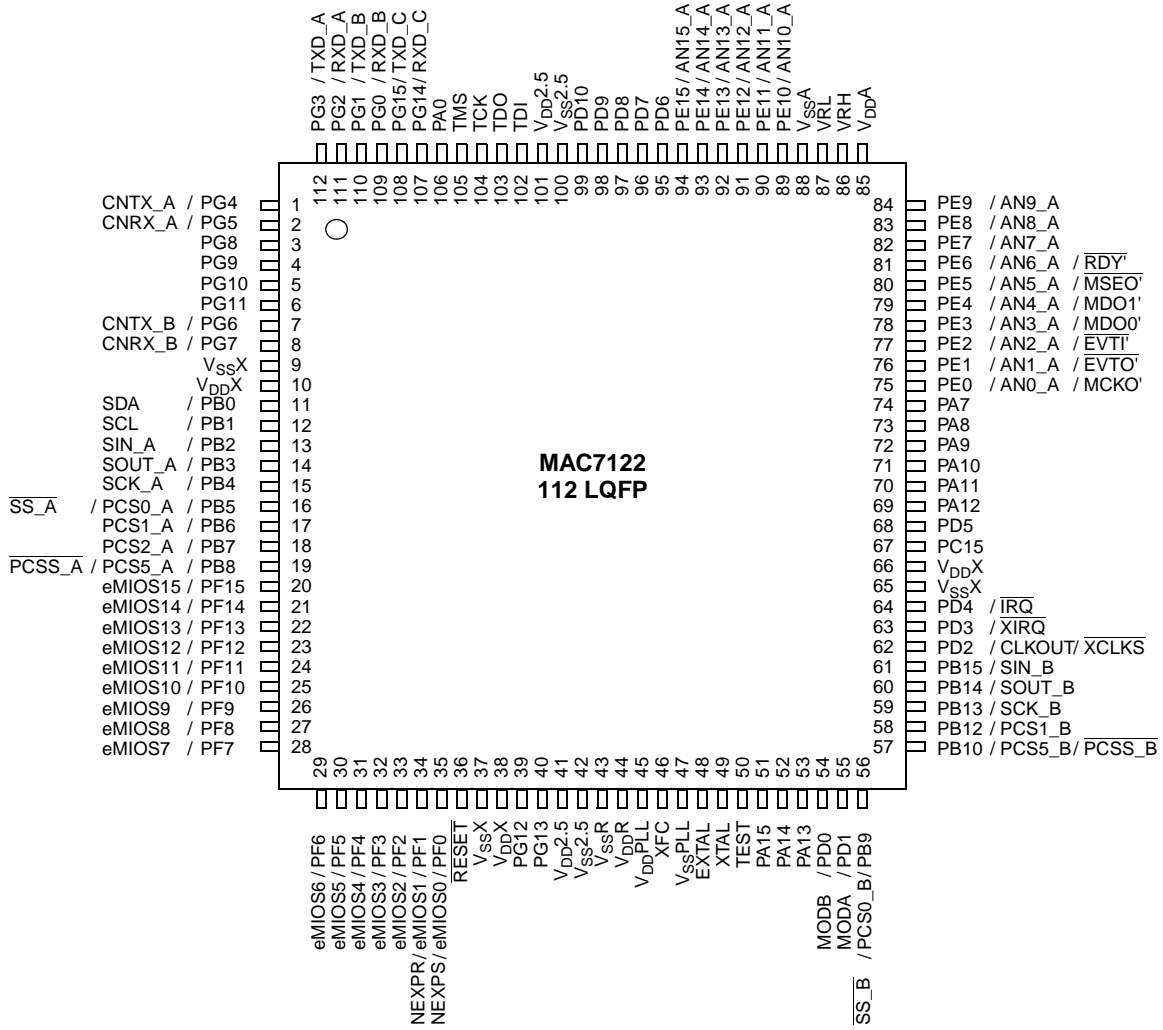 PG3 / TXD_A
PG2 / RXD_A
PG1 / TXD_B
PG0 / RXD_B
PG15/ TXD_C
PG14/ RXD_C
PA0
TMS
TCK
TDO
TDI
VDD2.5
VSS2.5
PD10
PD9
PD8
PD7
PD6
PE15/ AN15_A
PE14/ AN14_A
PE13/ AN13_A
PE12/ AN12_A
PE11/ AN11_A
PE10/ AN10_A
VSSA
VRL
VRH
VDDA
112 111 110 109 108 107 106 105 104 103 102 101 100 99 98 97 96 95 94 93 92 91 90 89 88 87 86 85
CNTX_A / PG4 1
CNRX_A / PG5 2
PG8 3
PG9 4
PG10 5
PG11 6
CNTX_B / PG6 7
CNRX_B / PG7 8
VSSX 9
VDDX 10
SDA / PB0 11
SCL / PB1 12
SIN_A / PB2 13
SOUT_A / PB3 14
SCK_A / PB4 15
SS_A / PCS0_A / PB5 16
PCS1_A / PB6 17
PCS2_A / PB7 18
PCSS_A / PCS5_A / PB8 19
eMIOS15 / PF15 20
eMIOS14 / PF14 21
eMIOS13 / PF13 22
eMIOS12 / PF12 23
eMIOS11 / PF11 24
eMIOS10 / PF10 25
eMIOS9 / PF9 26
eMIOS8 / PF8 27
eMIOS7 / PF7 28
MAC7122
112 LQFP
84 PE9 / AN9_A
83 PE8 / AN8_A
82 PE7 / AN7_A
81 PE6 / AN6_A / RDY'
80 PE5 / AN5_A / MSEO'
79 PE4 / AN4_A / MDO1'
78 PE3 / AN3_A / MDO0'
77 PE2 / AN2_A / EVTI'
76 PE1 / AN1_A / EVTO'
75 PE0 / AN0_A / MCKO'
74 PA7
73 PA8
72 PA9
71 PA10
70 PA11
69 PA12
68 PD5
67 PC15
66 VDDX
65 VSSX
64 PD4 / IRQ
63 PD3 / XIRQ
62 PD2 / CLKOUT/ XCLKS
61 PB15 / SIN_B
60 PB14 / SOUT_B
59 PB13 / SCK_B
58 PB12 / PCS1_B
57 PB10 / PCS5_B/ PCSS_B
29 30 31 32 33 34 35 36 37 38 39 40 41 42 43 44 45 46 47 48 49 50 51 52 53 54 55 56
eMIOS6 / PF6
eMIOS5 / PF5
eMIOS4 / PF4
eMIOS3 / PF3
eMIOS2 / PF2
NEXPR / eMIOS1 / PF1
NEXPS / eMIOS0 / PF0
RESET
VSSX
VDDX
PG12
PG13
VDD2.5
VSS2.5
VSSR
VDDR
VDDPLL
XFC
VSSPLL
EXTAL
XTAL
TEST
PA15
PA14
PA13
MODB / PD0
MODA / PD1
SS_B / PCS0_B / PB9